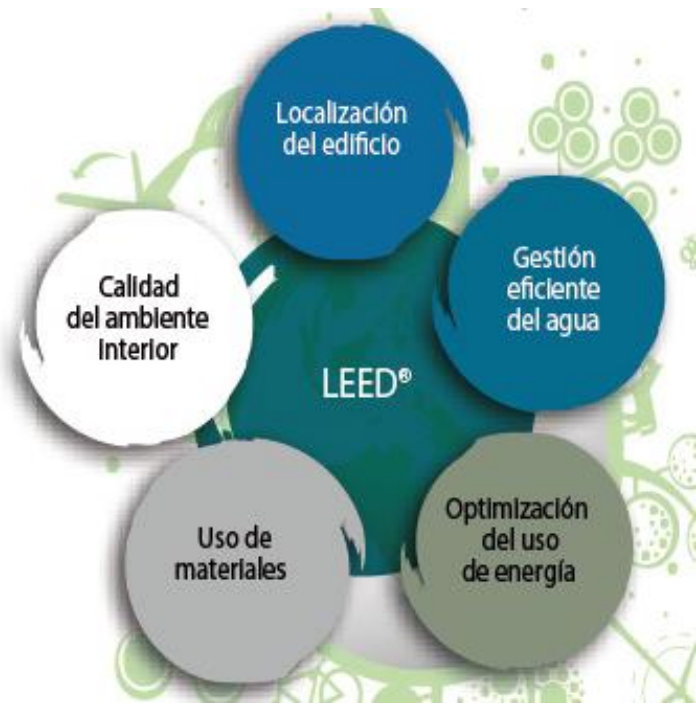 Localización
del edificio
Gestión
eficiente
del agua
Optimización
del uso
de energía
Uso de
materiales
Calidad
del ambiente
interior
LEED®